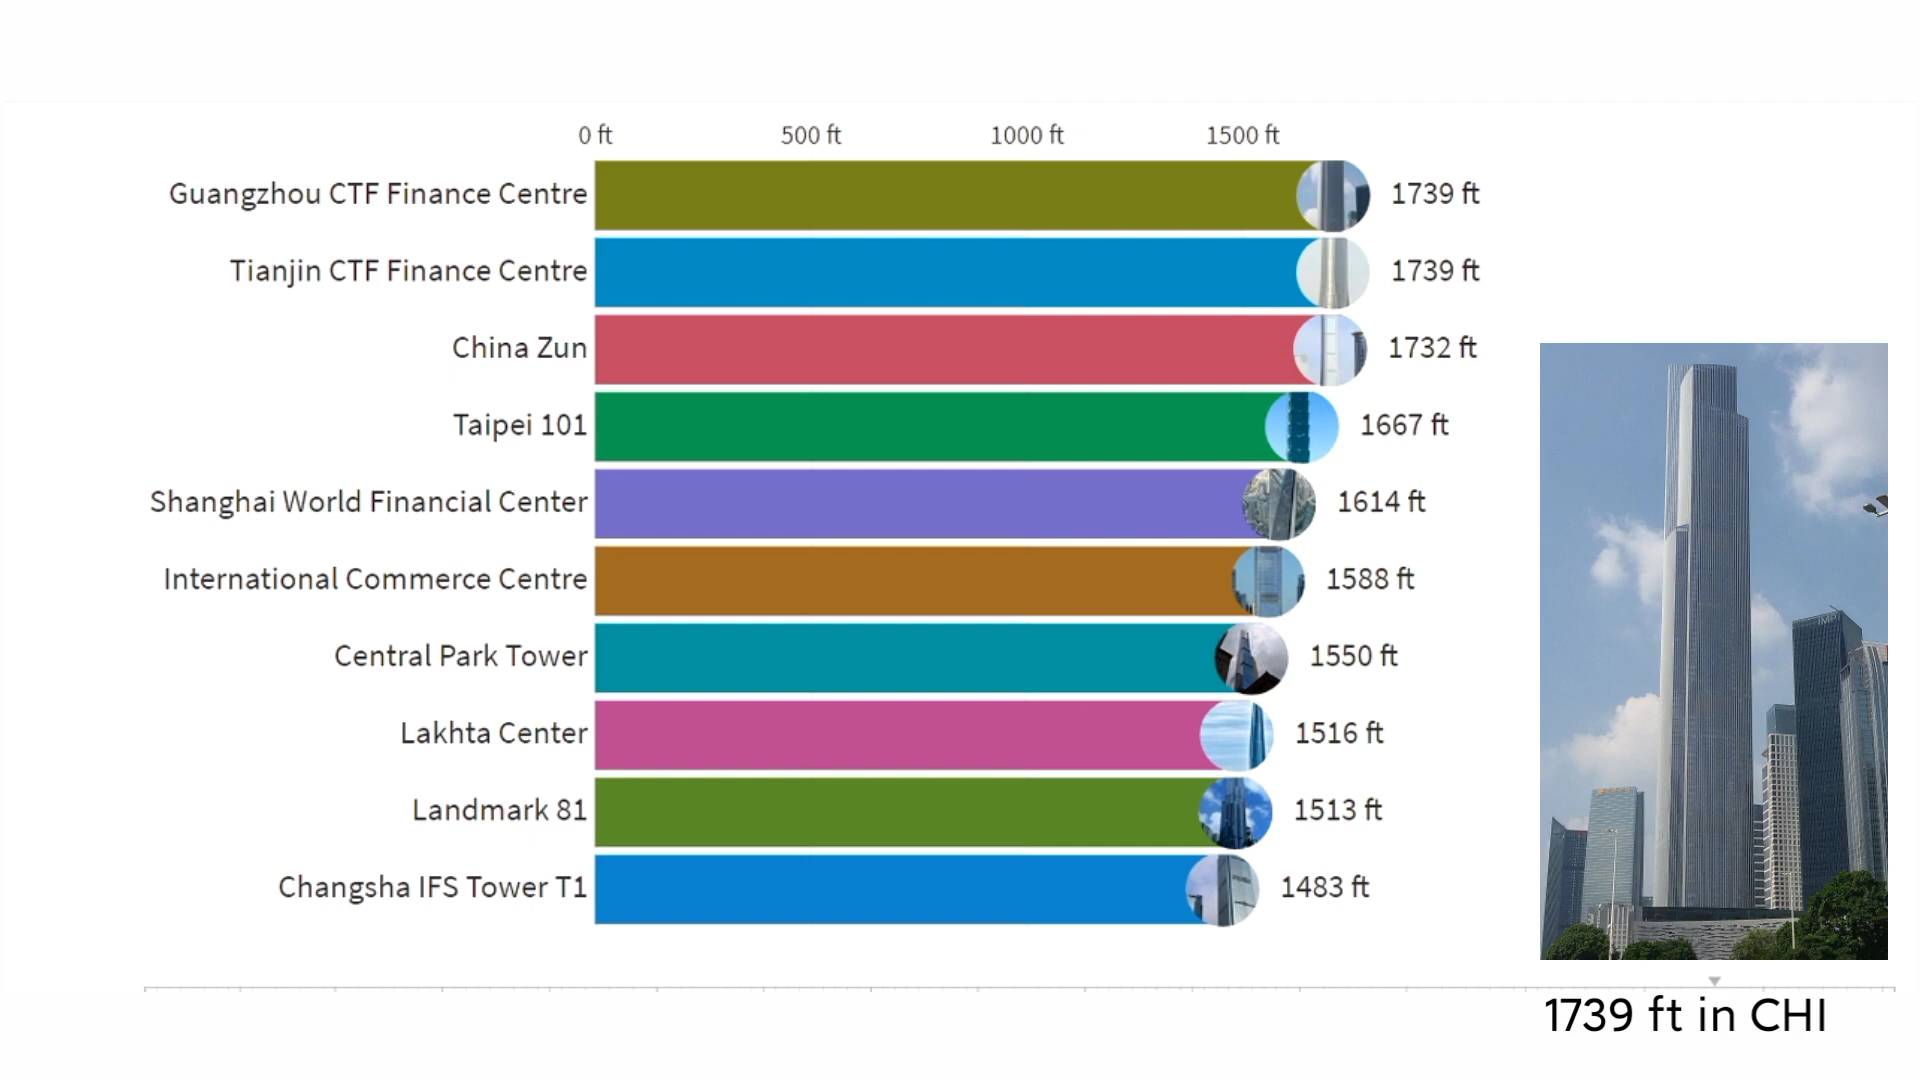 0 ft 500 ft 1000 ft 1500 ft
Guangzhou CTF Finance Centre 1739 ft
Tianjin CTF Finance Centre 1739 ft
China Zun 1732 ft
Taipei 101 1667 ft
Shanghai World Financial Center 1614 ft
International Commerce Centre 1588 ft
Central Park Tower 1550 ft
Lakhta Center 1516 ft
Landmark 81 1513 ft
Changsha IFS Tower T1 1483 ft
1739 ft in CHI